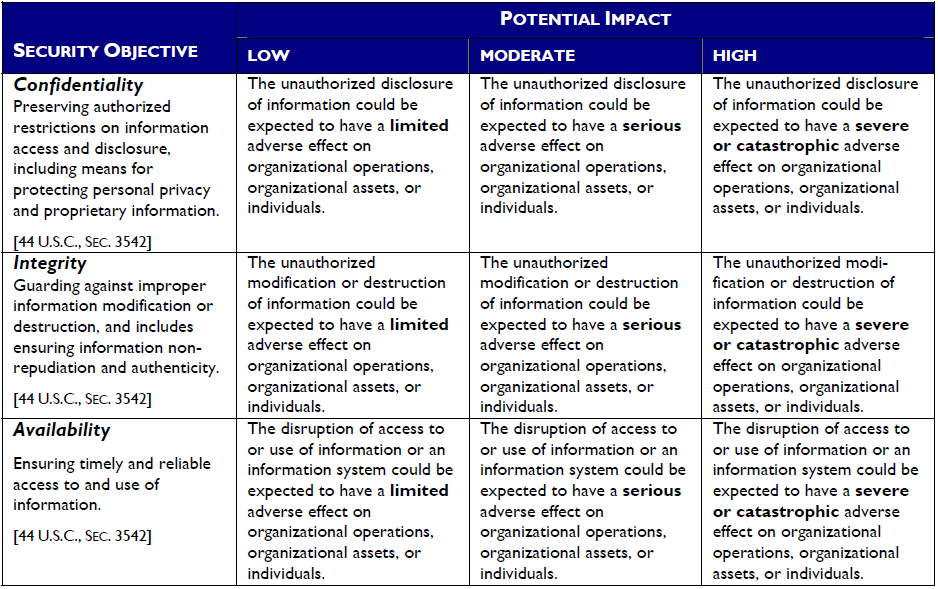 POTENTIAL IMPACT
SECURITY OBJECTIVE
LOW
MODERATE
HIGH
Confidentiality
Preserving authorized
restrictions on information
access and disclosure,
including means for
protecting personal privacy
and proprietary information.
[44 U.S.C., SEC. 3542]
The unauthorized disclosure
of information could be
expected to have a limited
adverse effect on
organizational operations,
organizational assets, or
individuals.
The unauthorized disclosure
of information could be
expected to have a serious
adverse effect on
organizational operations,
organizational assets, or
individuals.
The unauthorized disclosure
of information could be
expected to have a severe
or catastrophic adverse
effect on organizational
operations, organizational
assets, or individuals.
Integrity
Guarding against improper
information modification or
destruction, and includes
ensuring information non-
repudiation and authenticity.
[44 U.S.C., SEC. 3542]
The unauthorized
modification or destruction
of information could be
expected to have a limited
adverse effect on
organizational operations,
organizational assets, or
individuals.
The unauthorized
modification or destruction
of information could be
expected to have a serious
adverse effect on
organizational operations,
organizational assets, or
individuals.
The unauthorized modi-
fication or destruction of
information could be
expected to have a severe
or catastrophic adverse
effect on organizational
operations, organizational
assets, or individuals.
Availability
Ensuring timely and reliable
access to and use of
information.
[44 U.S.C., SEC. 3542]
The disruption of access to
or use of information or an
information system could be
expected to have a limited
adverse effect on
organizational operations,
organizational assets, or
individuals.
The disruption of access to
or use of information or an
information system could be
expected to have a serious
adverse effect on
organizational operations,
organizational assets, or
individuals.
The disruption of access to
or use of information or an
information system could be
expected to have a severe
or catastrophic adverse
effect on organizational
operations, organizational
assets, or individuals.